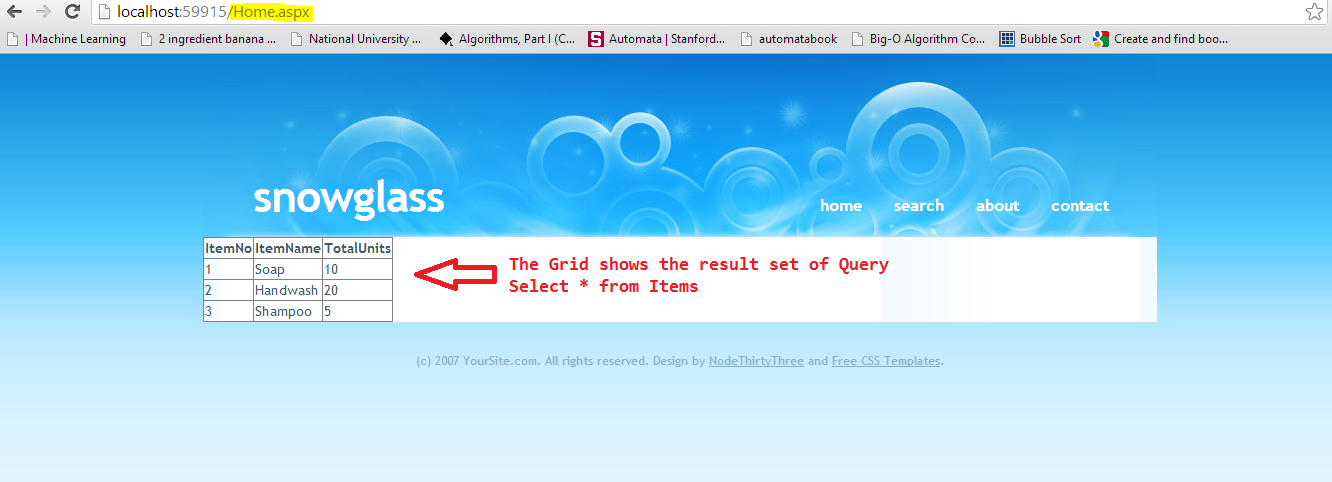 localhost:59915/Home.aspx
| Machine Learning 2 ingredient banana ... National University ... Algorithms, Part I (C... Automata | Stanford... automatabook Big-O Algorithm Co... Bubble Sort Create and find boo...
snowglass
home search about contact
ItemNo ItemName TotalUnits
1 Soap 10
2 Handwash 20
3 Shampoo 5
The Grid shows the result set of Query
Select * from Items
(c) 2007 YourSite.com. All rights reserved. Design by NodeThirtyThree and Free CSS Templates.